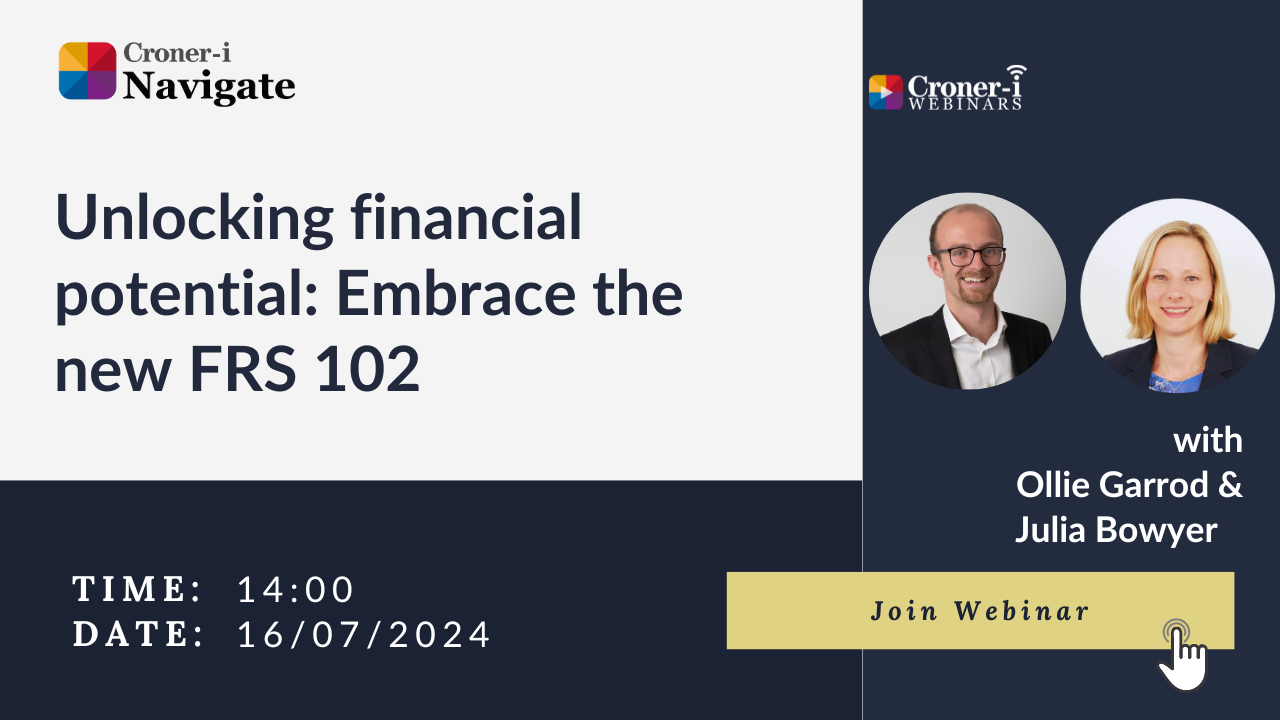 Croner-i
Navigate
Croner-i
WEBINARS
Unlocking financial
potential: Embrace the
new FRS 102
with
Ollie Garrod &
Julia Bowyer
TIME: 14:00
DATE: 16/07/2024
Join Webinar